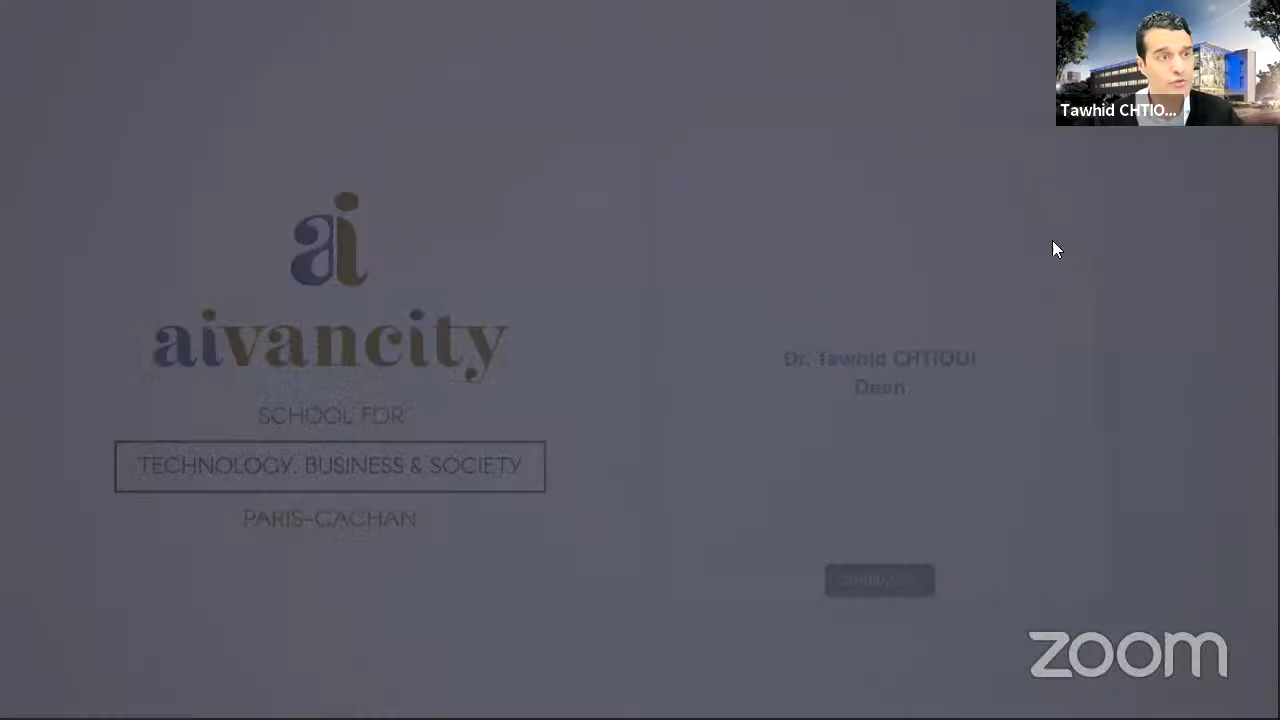 Tawhid CHTIO...
ai
aivancity
SCHOOL FOR
TECHNOLOGY, BUSINESS & SOCIETY
PARIS-CACHAN
Dr. Tawhid CHTIOUI
Dean
zoom